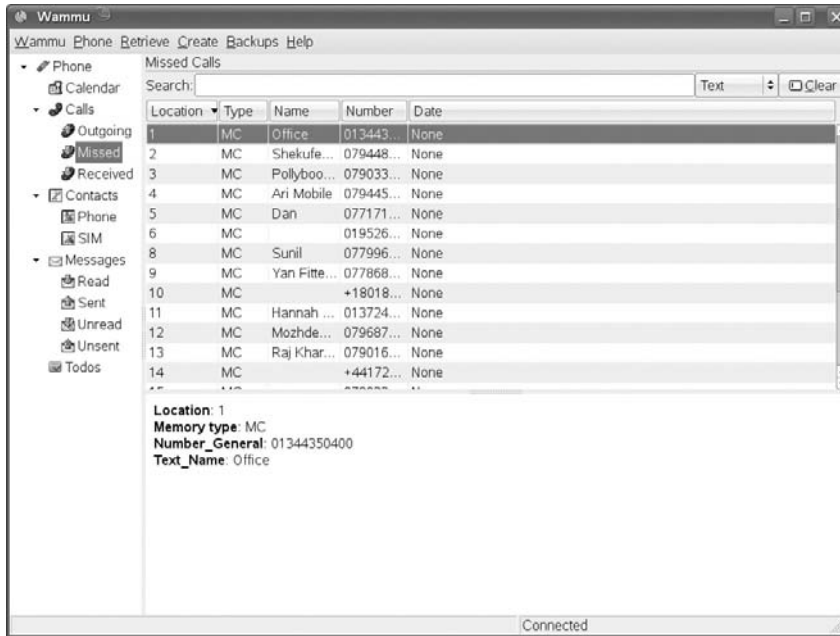 Wammu
Wammu Phone Retrieve Create Backups Help
Phone
Calendar
Calls
Outgoing
Missed
Received
Contacts
Phone
SIM
Messages
Read
Sent
Unread
Unsent
Todos
Missed Calls
Search: Text Clear
Location Type Name Number Date
1 MC Office 013443... None
2 MC Shekufe... 079448... None
3 MC Pollyboo... 079033... None
4 MC Ari Mobile 079445... None
5 MC Dan 077171... None
6 MC 019526... None
8 MC Sunil 077996... None
9 MC Yan Fitte... 077868... None
10 MC +18018... None
11 MC Hannah ... 013724... None
12 MC Mozhde... 079687... None
13 MC Raj Khar... 079016... None
14 MC +44172... None
Location: 1
Memory type: MC
Number_General: 01344350400
Text_Name: Office
Connected